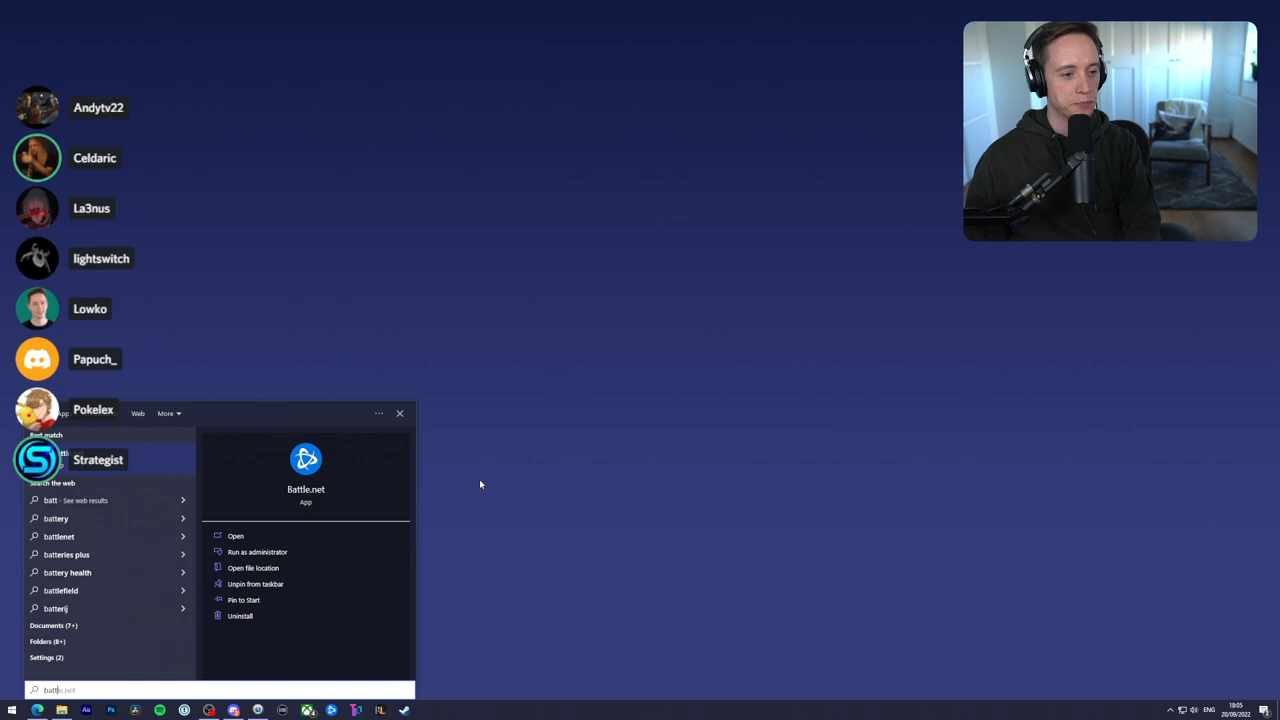 Andytv22
Celdaric
La3nus
lightswitch
Lowko
Papuch_
Pokelex
Strategist
App
Web
More
Best match
Search the web
batt - See web results
battery
battlenet
batteries plus
battery health
battlefield
batterij
Documents (7+)
Folders (8+)
Settings (2)
Battle.net
App
Open
Run as administrator
Open file location
Unpin from taskbar
Pin to Start
Uninstall
battle.net
ENG
18:05
20/09/2022